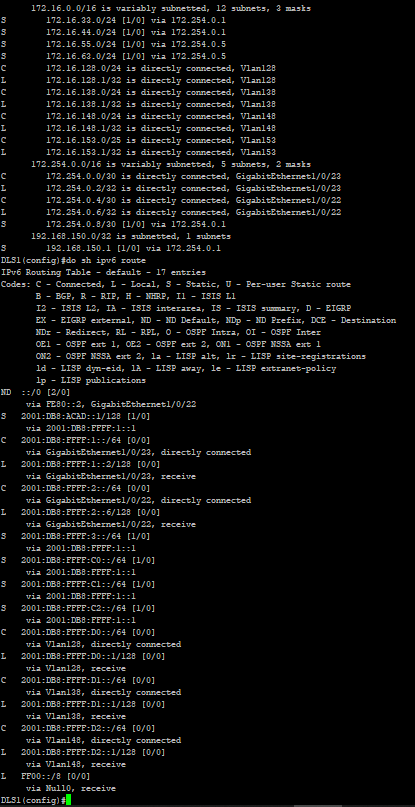 172.16.0.0/16 is variably subnetted, 12 subnets, 3 masks
S 172.16.33.0/24 [1/0] via 172.254.0.1
S 172.16.44.0/24 [1/0] via 172.254.0.1
S 172.16.55.0/24 [1/0] via 172.254.0.5
S 172.16.63.0/24 [1/0] via 172.254.0.5
C 172.16.128.0/24 is directly connected, Vlan128
L 172.16.128.1/32 is directly connected, Vlan128
C 172.16.138.0/24 is directly connected, Vlan138
L 172.16.138.1/32 is directly connected, Vlan138
C 172.16.148.0/24 is directly connected, Vlan148
L 172.16.148.1/32 is directly connected, Vlan148
C 172.16.153.0/25 is directly connected, Vlan153
L 172.16.153.1/32 is directly connected, Vlan153
172.254.0.0/16 is variably subnetted, 5 subnets, 2 masks
C 172.254.0.0/30 is directly connected, GigabitEthernet1/0/23
L 172.254.0.2/32 is directly connected, GigabitEthernet1/0/23
C 172.254.0.4/30 is directly connected, GigabitEthernet1/0/22
L 172.254.0.6/32 is directly connected, GigabitEthernet1/0/22
S 172.254.0.8/30 [1/0] via 172.254.0.1
192.168.150.0/32 is subnetted, 1 subnets
S 192.168.150.1 [1/0] via 172.254.0.1
DLS1(config)#do sh ipv6 route
IPv6 Routing Table - default - 17 entries
Codes: C - Connected, L - Local, S - Static, U - Per-user Static route
B - BGP, R - RIP, H - NHRP, I1 - ISIS L1
I2 - ISIS L2, IA - ISIS interarea, IS - ISIS summary, D - EIGRP
EX - EIGRP external, ND - ND Default, NDp - ND Prefix, DCE - Destination
NDr - Redirect, RL - RPL, O - OSPF Intra, OI - OSPF Inter
OE1 - OSPF ext 1, OE2 - OSPF ext 2, ON1 - OSPF NSSA ext 1
ON2 - OSPF NSSA ext 2, la - LISP alt, lr - LISP site-registrations
ld - LISP dyn-eid, lA - LISP away, le - LISP extranet-policy
lp - LISP publications
ND ::/0 [2/0]
via FE80::2, GigabitEthernet1/0/22
S 2001:DB8:ACAD::1/128 [1/0]
via 2001:DB8:FFFF:1::1
C 2001:DB8:FFFF:1::/64 [0/0]
via GigabitEthernet1/0/23, directly connected
L 2001:DB8:FFFF:1::2/128 [0/0]
via GigabitEthernet1/0/23, receive
C 2001:DB8:FFFF:2::/64 [0/0]
via GigabitEthernet1/0/22, directly connected
L 2001:DB8:FFFF:2::6/128 [0/0]
via GigabitEthernet1/0/22, receive
S 2001:DB8:FFFF:3::/64 [1/0]
via 2001:DB8:FFFF:1::1
S 2001:DB8:FFFF:C0::/64 [1/0]
via 2001:DB8:FFFF:1::1
S 2001:DB8:FFFF:C1::/64 [1/0]
via 2001:DB8:FFFF:1::1
S 2001:DB8:FFFF:C2::/64 [1/0]
via 2001:DB8:FFFF:1::1
C 2001:DB8:FFFF:D0::/64 [0/0]
via Vlan128, directly connected
L 2001:DB8:FFFF:D0::1/128 [0/0]
via Vlan128, receive
C 2001:DB8:FFFF:D1::/64 [0/0]
via Vlan138, directly connected
L 2001:DB8:FFFF:D1::1/128 [0/0]
via Vlan138, receive
C 2001:DB8:FFFF:D2::/64 [0/0]
via Vlan148, directly connected
L 2001:DB8:FFFF:D2::1/128 [0/0]
via Vlan148, receive
L FF00::/8 [0/0]
via Null0, receive
DLS1(config)#